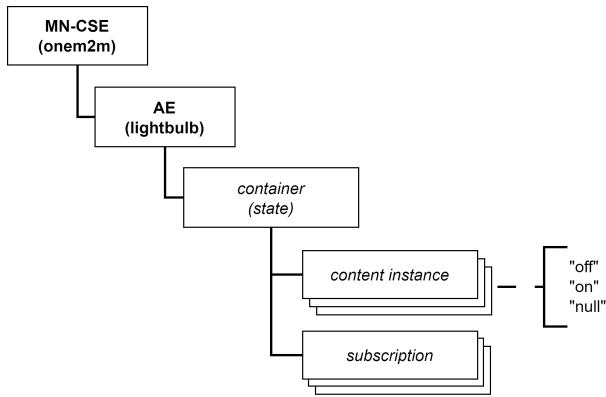 MN-CSE
(onem2m)
AE
(lightbulb)
container
(state)
content instance
"off"
"on"
"null"
subscription